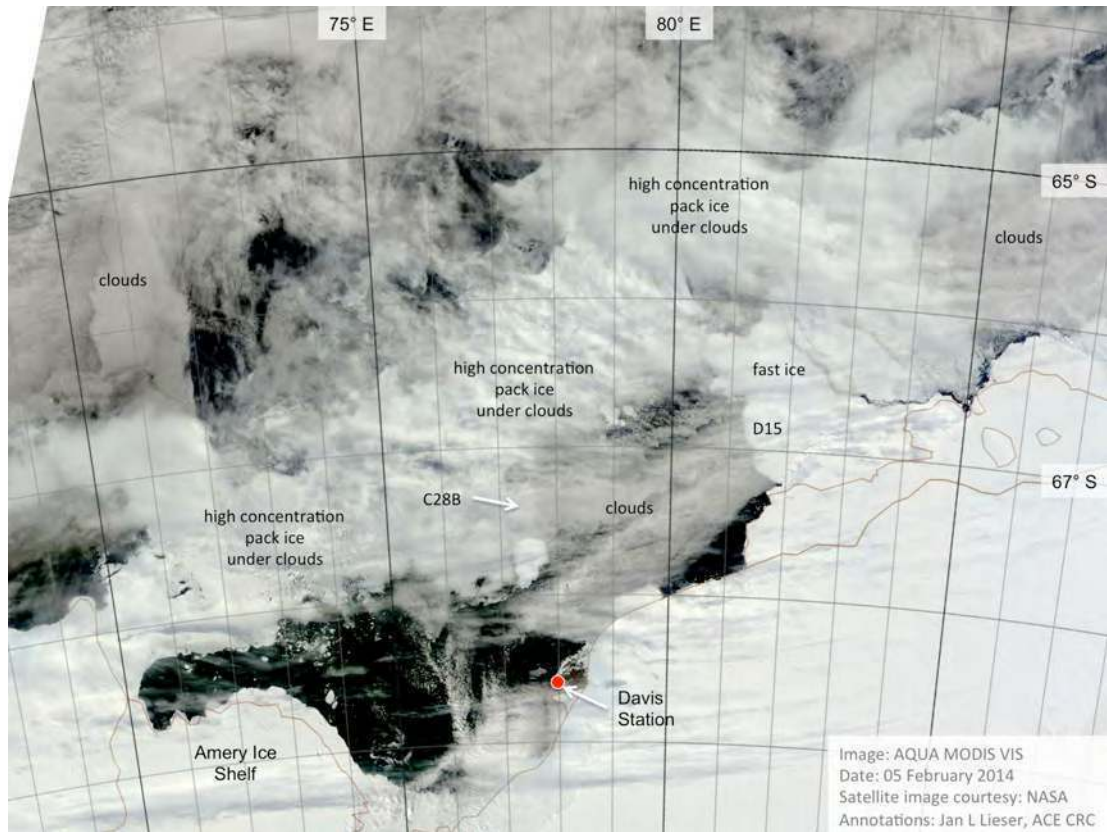 75° E
80° E
65° S
high concentration
pack ice
under clouds
clouds
clouds
high concentration
pack ice
under clouds
fast ice
D15
67° S
C28B
clouds
high concentration
pack ice
under clouds
Davis
Station
Amery Ice
Shelf
Image: AQUA MODIS VIS
Date: 05 February 2014
Satellite image courtesy: NASA
Annotations: Jan L Lieser, ACE CRC